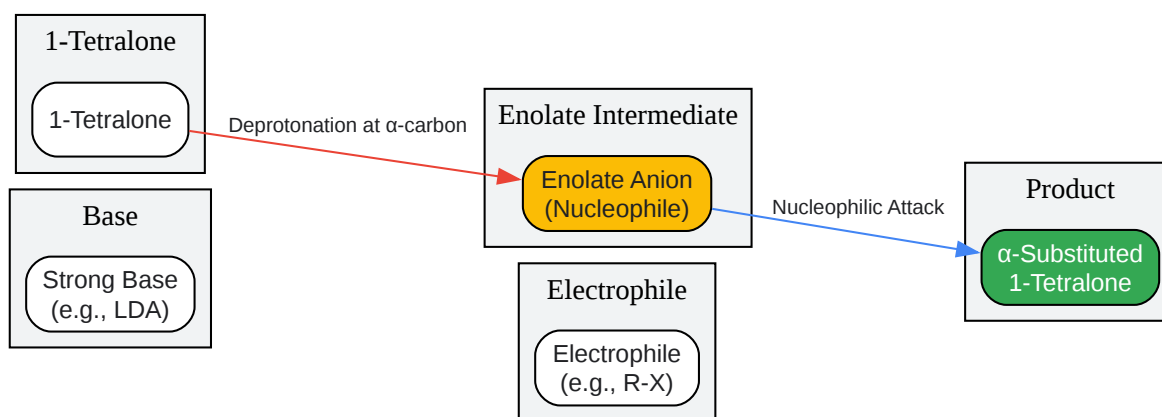 1-Tetralone
1-Tetralone
Deprotonation at α-carbon
Base
Strong Base
(e.g., LDA)
Enolate Intermediate
Enolate Anion
(Nucleophile)
Nucleophilic Attack
Electrophile
Electrophile
(e.g., R-X)
Product
α-Substituted
1-Tetralone